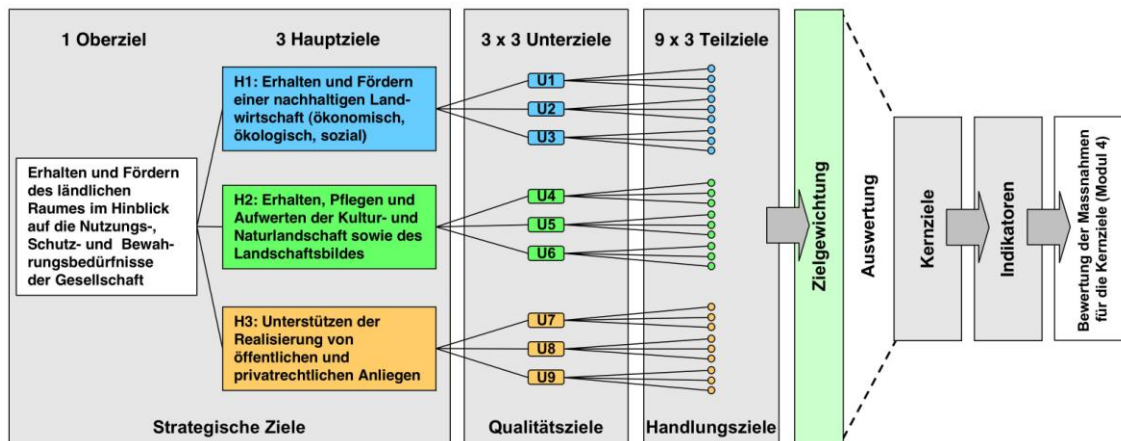 1 Oberziel
3 Hauptziele
3 x 3 Unterziele
9 x 3 Teilziele
Erhalten und Fördern
des ländlichen
Raumes im Hinblick
auf die Nutzungs-,
Schutz- und Bewah-
rungsbedürfnisse
der Gesellschaft
H1: Erhalten und Fördern
einer nachhaltigen Land-
wirtschaft (ökonomisch,
ökologisch, sozial)
H2: Erhalten, Pflegen und
Aufwerten der Kultur- und
Naturlandschaft sowie des
Landschaftsbildes
H3: Unterstützen der
Realisierung von
öffentlichen und
privatrechtlichen Anliegen
U1
U2
U3
U4
U5
U6
U7
U8
U9
Strategische Ziele
Qualitätsziele
Handlungsziele
Zielgewichtung
Auswertung
Kernziele
Indikatoren
Bewertung der Massnahmen
für die Kernziele (Modul 4)